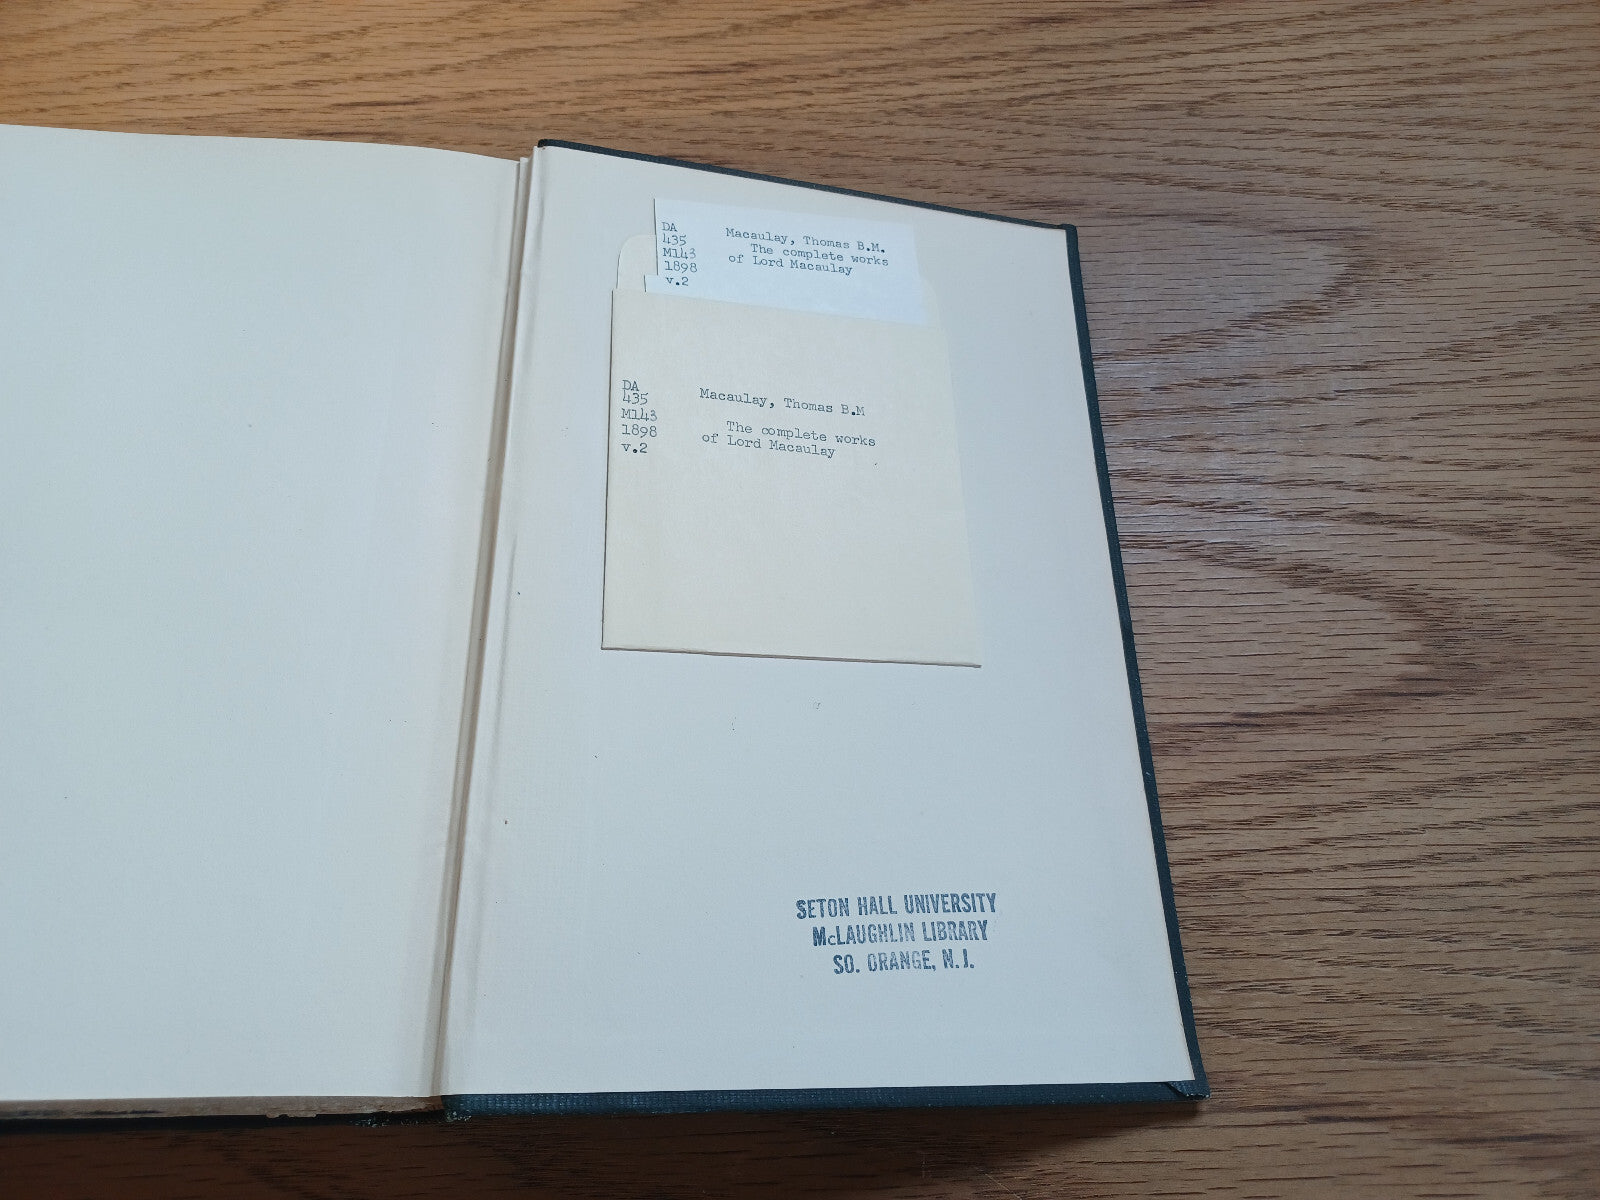 DA
435
M143
1898
v.2
Macaulay, Thomas B.M.
The complete works
of Lord Macaulay
DA
435
M143
1898
v.2
Macaulay, Thomas B.M
The complete works
of Lord Macaulay
SETON HALL UNIVERSITY
McLAUGHLIN LIBRARY
SO. ORANGE, N. J.